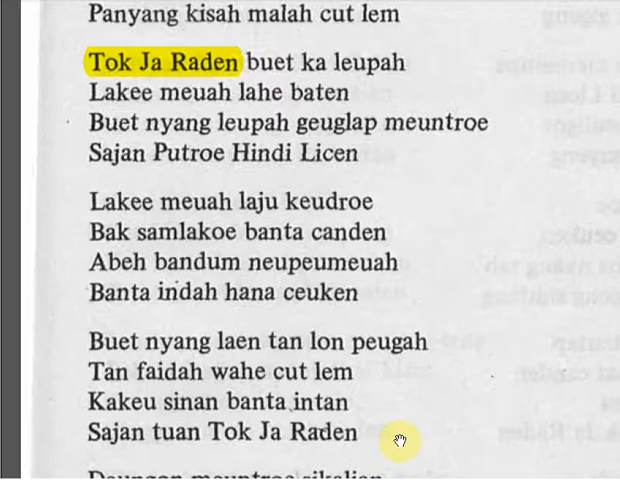 Panyang kisah malah cut lem
Tok Ja Raden buet ka leupah
Lakee meuah lahe baten
Buet nyang leupah geuglap meuntroe
Sajan Putroe Hindi Licen
Lakee meuah laju keudroe
Bak samlakoe banta canden
Abeh bandum neupeumeuah
Banta indah hana ceuken
Buet nyang laen tan lon peugah
Tan faidah wahe cut lem
Kakeu sinan banta intan
Sajan tuan Tok Ja Raden